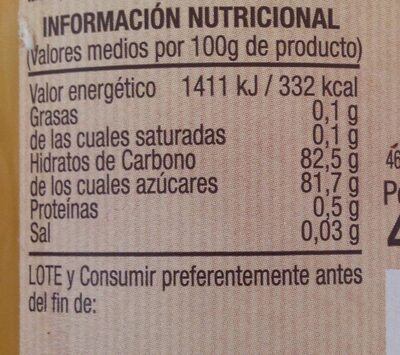 INFORMACIÓN NUTRICIONAL
(Valores medios por 100g de producto)
Valor energético 1411 kJ / 332 kcal
Grasas 0,1 g
de las cuales saturadas 0,1 g
Hidratos de Carbono 82,5 g
de los cuales azúcares 81,7 g
Proteínas 0,5 g
Sal 0,03 g
LOTE y Consumir preferentemente antes
del fin de:
46